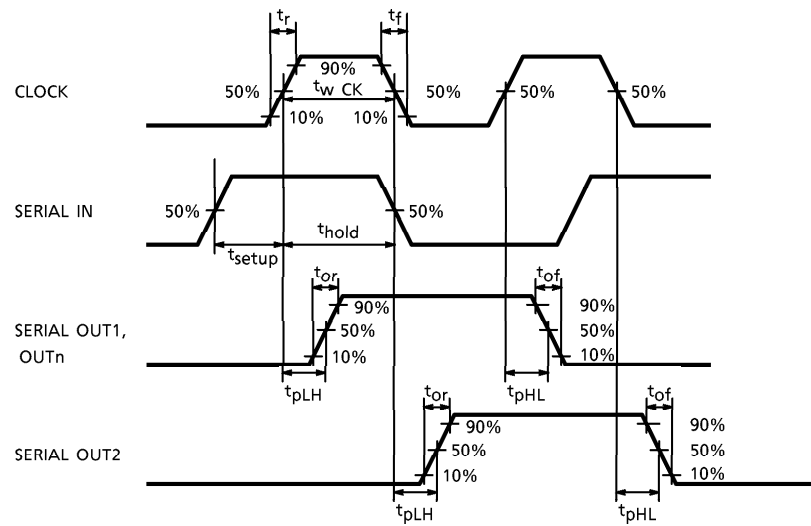 tr tf
90%
CLOCK 50% tw CK 50% 50% 50%
10% 10%
SERIAL IN 50% 50%
tsetup thold
tor tof
90% 90%
SERIAL OUT1, 50% 50%
OUTn 10% 10%
tpLH tpHL
tor tof
90% 90%
SERIAL OUT2 50% 50%
10% 10%
tpLH tpHL